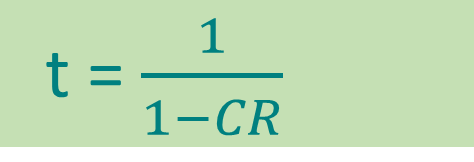 t = 1
1−CR